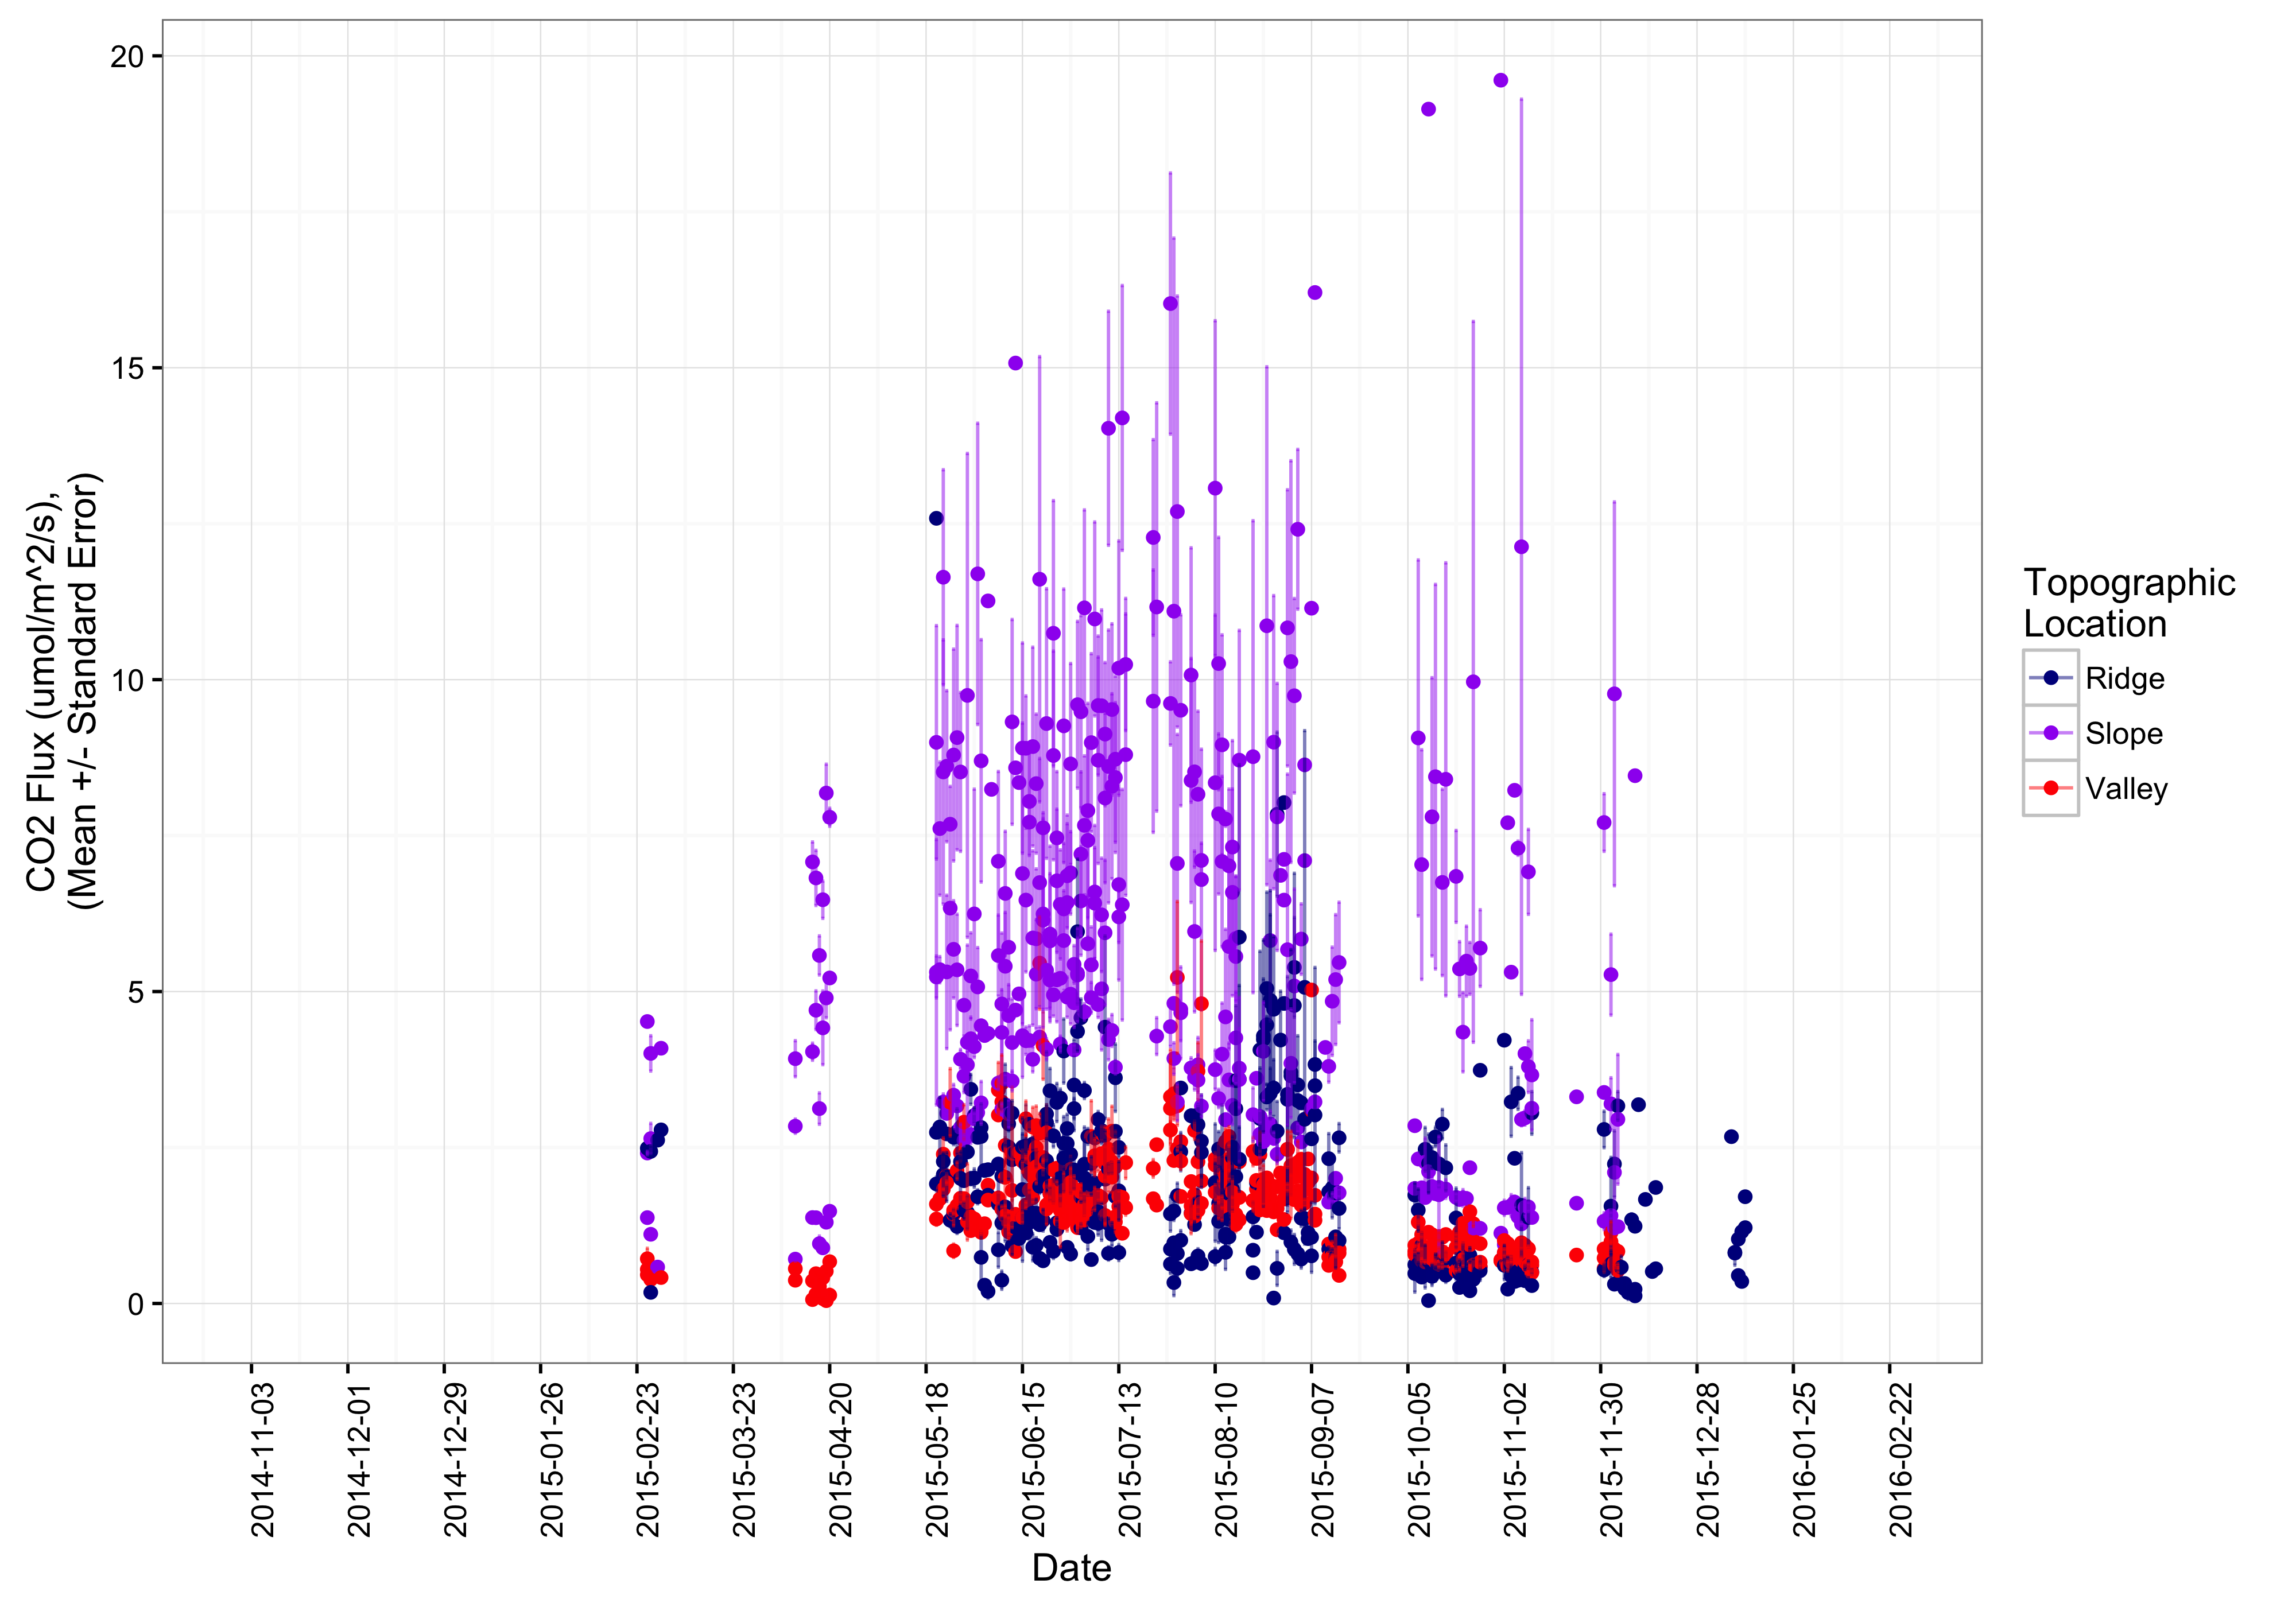 20
15
10
5
0
CO2 Flux (umol/m^2/s),
(Mean +/- Standard Error)
2014-11-03
2014-12-01
2014-12-29
2015-01-26
2015-02-23
2015-03-23
2015-04-20
2015-05-18
2015-06-15
2015-07-13
2015-08-10
2015-09-07
2015-10-05
2015-11-02
2015-11-30
2015-12-28
2016-01-25
2016-02-22
Date
Topographic
Location
Ridge
Slope
Valley